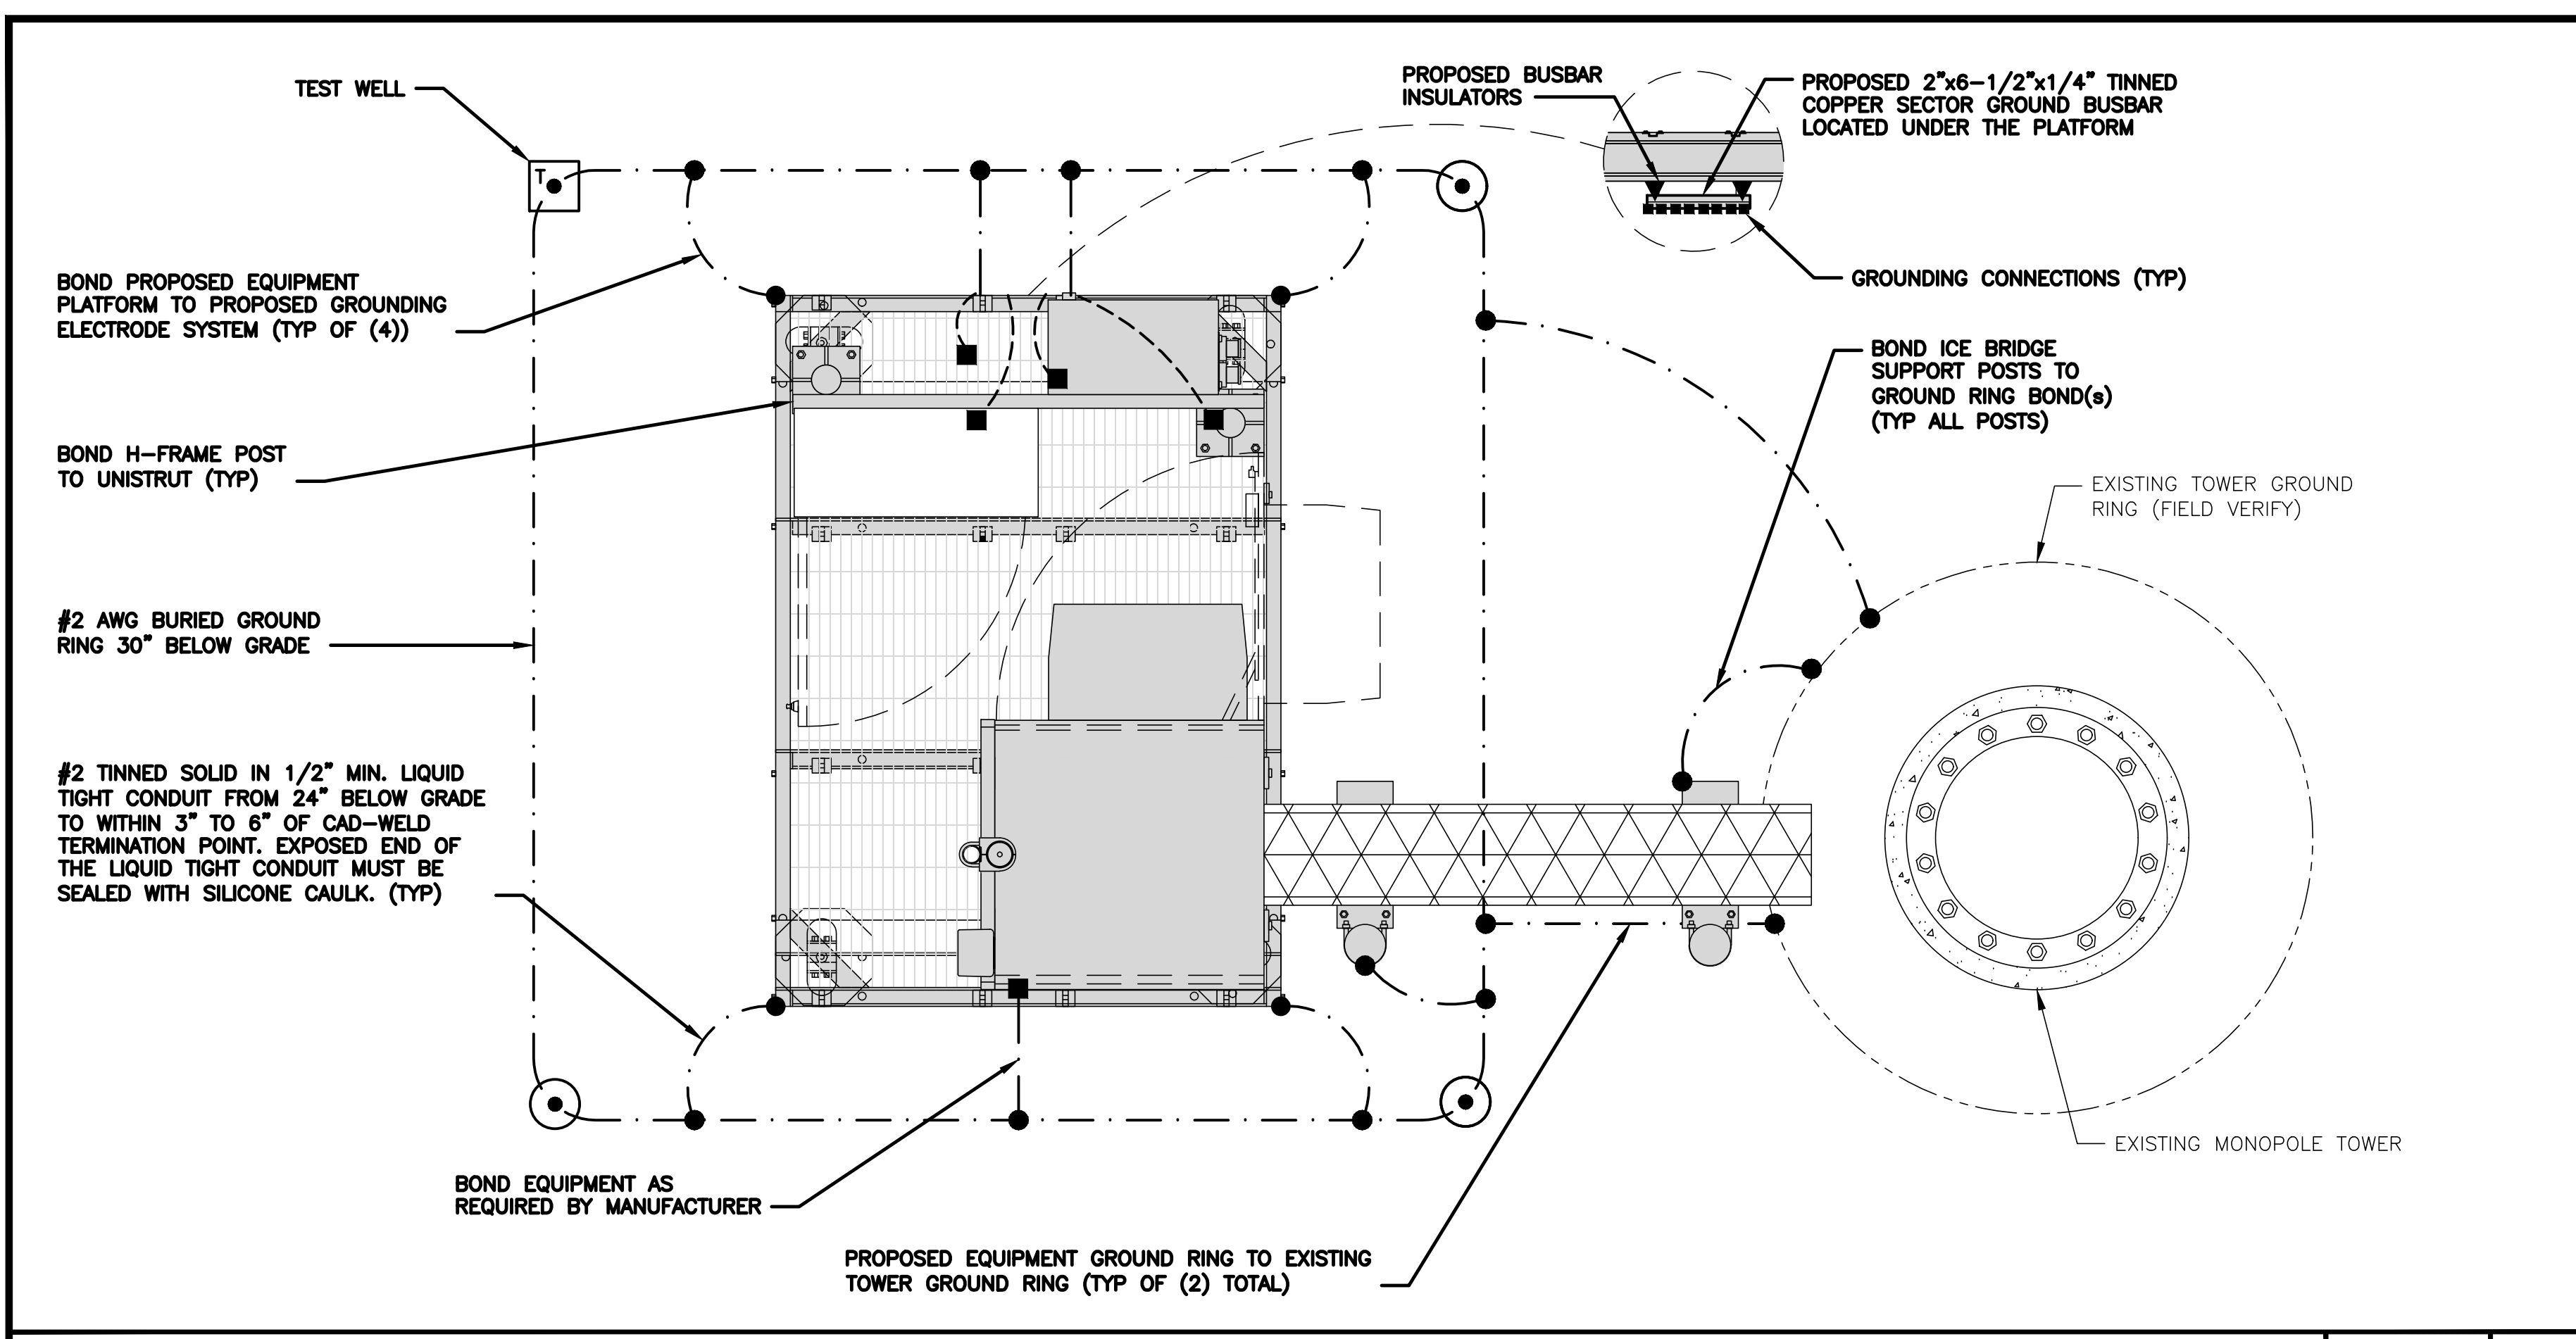 TEST WELL
PROPOSED BUSBAR
INSULATORS
PROPOSED 2"x6-1/2"x1/4" TINNED
COPPER SECTOR GROUND BUSBAR
LOCATED UNDER THE PLATFORM
T
GROUNDING CONNECTIONS (TYP)
BOND PROPOSED EQUIPMENT
PLATFORM TO PROPOSED GROUNDING
ELECTRODE SYSTEM (TYP OF (4))
BOND ICE BRIDGE
SUPPORT POSTS TO
GROUND RING BOND(s)
(TYP ALL POSTS)
BOND H-FRAME POST
TO UNISTRUT (TYP)
EXISTING TOWER GROUND
RING (FIELD VERIFY)
#2 AWG BURIED GROUND
RING 30" BELOW GRADE
#2 TINNED SOLID IN 1/2" MIN. LIQUID
TIGHT CONDUIT FROM 24" BELOW GRADE
TO WITHIN 3" TO 6" OF CAD-WELD
TERMINATION POINT. EXPOSED END OF
THE LIQUID TIGHT CONDUIT MUST BE
SEALED WITH SILICONE CAULK. (TYP)
EXISTING MONOPOLE TOWER
BOND EQUIPMENT AS
REQUIRED BY MANUFACTURER
PROPOSED EQUIPMENT GROUND RING TO EXISTING
TOWER GROUND RING (TYP OF (2) TOTAL)